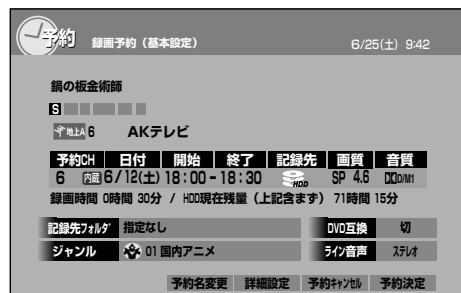 予約 録画予約（基本設定） 6/25(土) 9:42
鍋の板金術師
S
地上A 6 AKテレビ
予約CH 日付 開始 終了 記録先 画質 音質
6 内蔵 6/12(土) 18:00 - 18:30 HDD SP 4.6 DD D/M1
録画時間 0時間 30分 / HDD現在残量（上記含まず） 71時間 15分
記録先フォルダ 指定なし DVD互換 切
ジャンル 01 国内アニメ ライン音声 ステレオ
予約名変更 詳細設定 予約キャンセル 予約決定